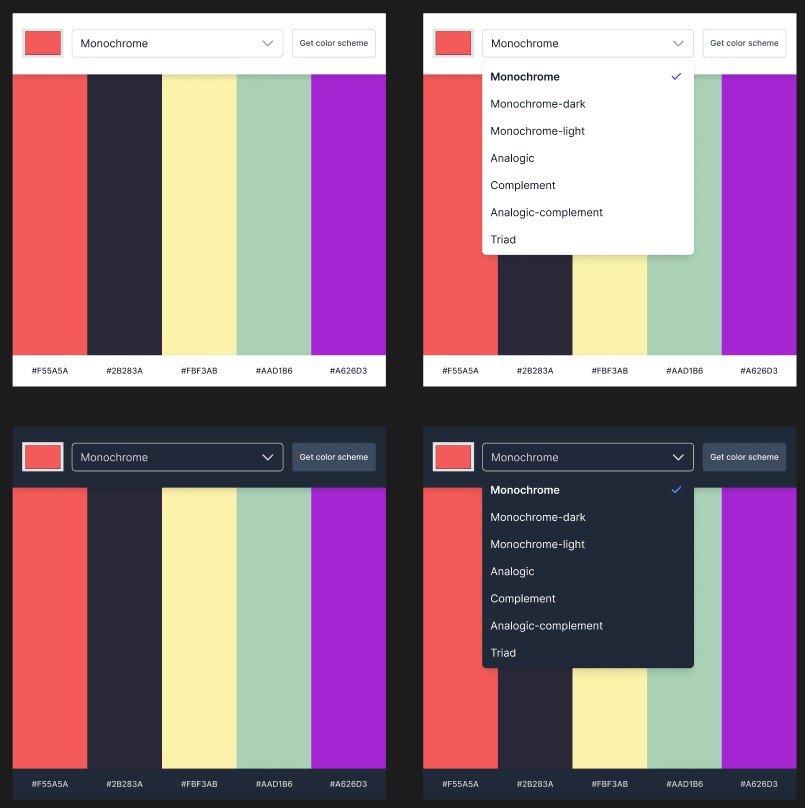 Monochrome
Get color scheme
#F55A5A #2B283A #FBF3AB #AAD1B6 #A626D3
Monochrome
Get color scheme
Monochrome
Monochrome-dark
Monochrome-light
Analogic
Complement
Analogic-complement
Triad
#F55A5A #2B283A #FBF3AB #AAD1B6 #A626D3
Monochrome
Get color scheme
#F55A5A #2B283A #FBF3AB #AAD1B6 #A626D3
Monochrome
Get color scheme
Monochrome
Monochrome-dark
Monochrome-light
Analogic
Complement
Analogic-complement
Triad
#F55A5A #2B283A #FBF3AB #AAD1B6 #A626D3